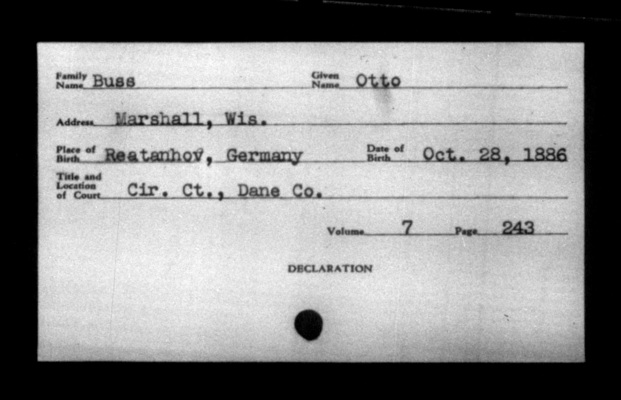 Family Name Buss Given Name Otto
Address Marshall, Wis.
Place of Birth Reatanhov, Germany Date of Birth Oct. 28, 1886
Title and Location of Court Cir. Ct., Dane Co.
Volume 7 Page 243
DECLARATION